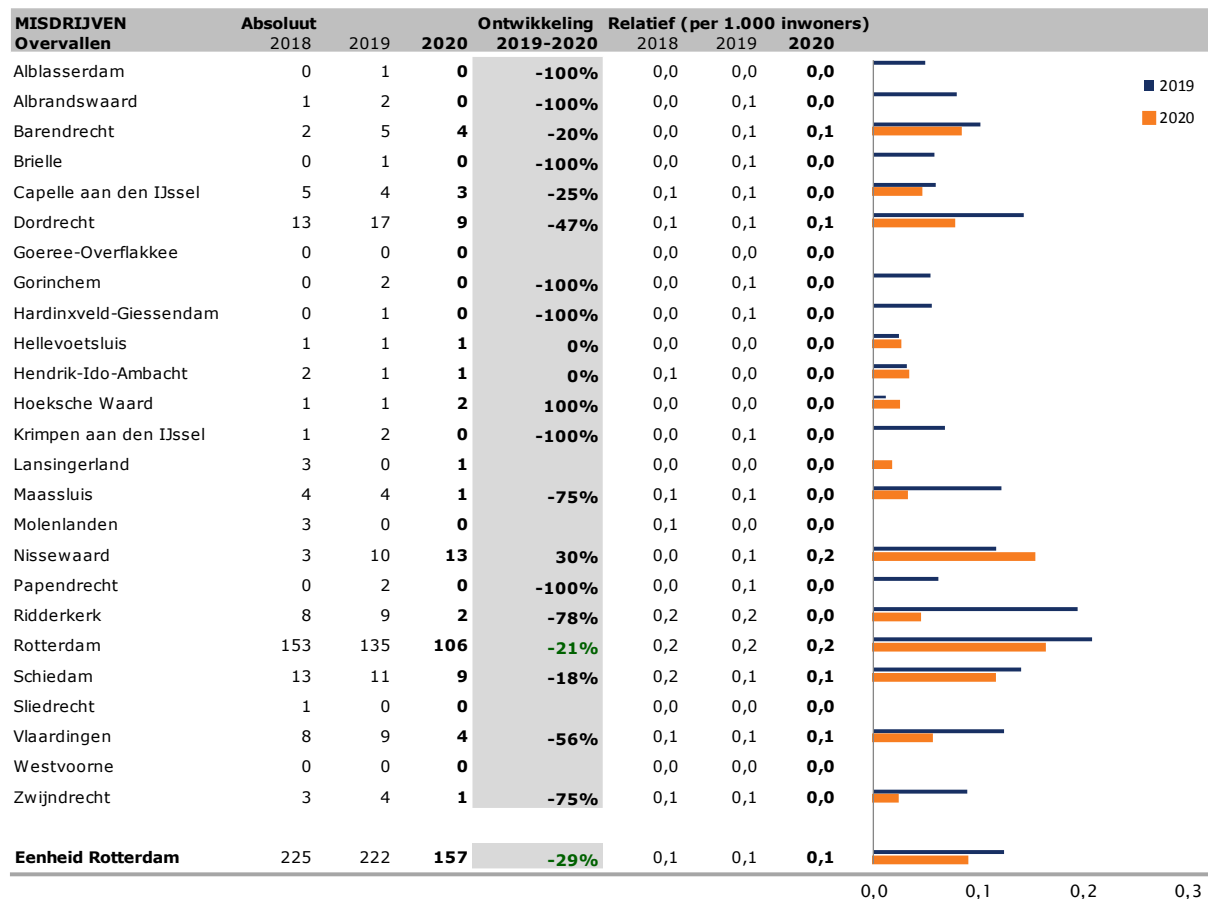 MISDRIJVEN Absoluut Ontwikkeling Relatief (per 1.000 inwoners)
Overvallen 2018 2019 2020 2019-2020 2018 2019 2020
Alblasserdam 0 1 0 -100% 0,0 0,0 0,0
2019
Albrandswaard 1 2 0 -100% 0,0 0,1 0,0
2020
Barendrecht 2 5 4 -20% 0,0 0,1 0,1
Brielle 0 1 0 -100% 0,0 0,1 0,0
Capelle aan den IJssel 5 4 3 -25% 0,1 0,1 0,0
Dordrecht 13 17 9 -47% 0,1 0,1 0,1
Goeree-Overflakkee 0 0 0 0,0 0,0 0,0
Gorinchem 0 2 0 -100% 0,0 0,1 0,0
Hardinxveld-Giessendam 0 1 0 -100% 0,0 0,1 0,0
Hellevoetsluis 1 1 1 0% 0,0 0,0 0,0
Hendrik-Ido-Ambacht 2 1 1 0% 0,1 0,0 0,0
Hoeksche Waard 1 1 2 100% 0,0 0,0 0,0
Krimpen aan den IJssel 1 2 0 -100% 0,0 0,1 0,0
Lansingerland 3 0 1 0,0 0,0 0,0
Maassluis 4 4 1 -75% 0,1 0,1 0,0
Molenlanden 3 0 0 0,1 0,0 0,0
Nissewaard 3 10 13 30% 0,0 0,1 0,2
Papendrecht 0 2 0 -100% 0,0 0,1 0,0
Ridderkerk 8 9 2 -78% 0,2 0,2 0,0
Rotterdam 153 135 106 -21% 0,2 0,2 0,2
Schiedam 13 11 9 -18% 0,2 0,1 0,1
Sliedrecht 1 0 0 0,0 0,0 0,0
Vlaardingen 8 9 4 -56% 0,1 0,1 0,1
Westvoorne 0 0 0 0,0 0,0 0,0
Zwijndrecht 3 4 1 -75% 0,1 0,1 0,0
Eenheid Rotterdam 225 222 157 -29% 0,1 0,1 0,1
0,0 0,1 0,2 0,3